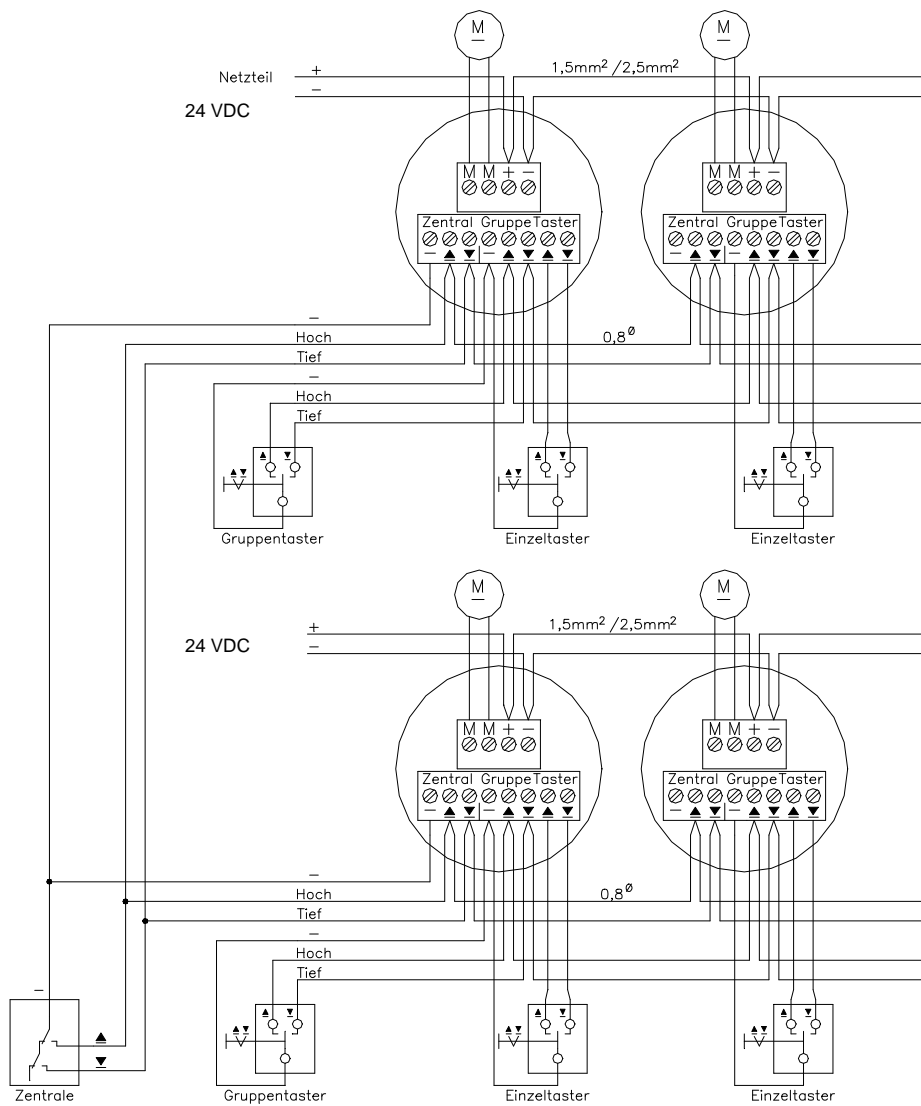 M M
Netzteil + 1,5mm² /2,5mm²
24 VDC −
M M + − M M + −
Zentral Gruppe Taster Zentral Gruppe Taster
− − − −
−
Hoch 0,8ø
Tief
−
Hoch
Tief
Gruppentaster Einzeltaster Einzeltaster
M M
+ 1,5mm² /2,5mm²
24 VDC −
M M + − M M + −
Zentral Gruppe Taster Zentral Gruppe Taster
− − − −
−
Hoch 0,8ø
Tief
−
Hoch
Tief
−
Zentrale Gruppentaster Einzeltaster Einzeltaster